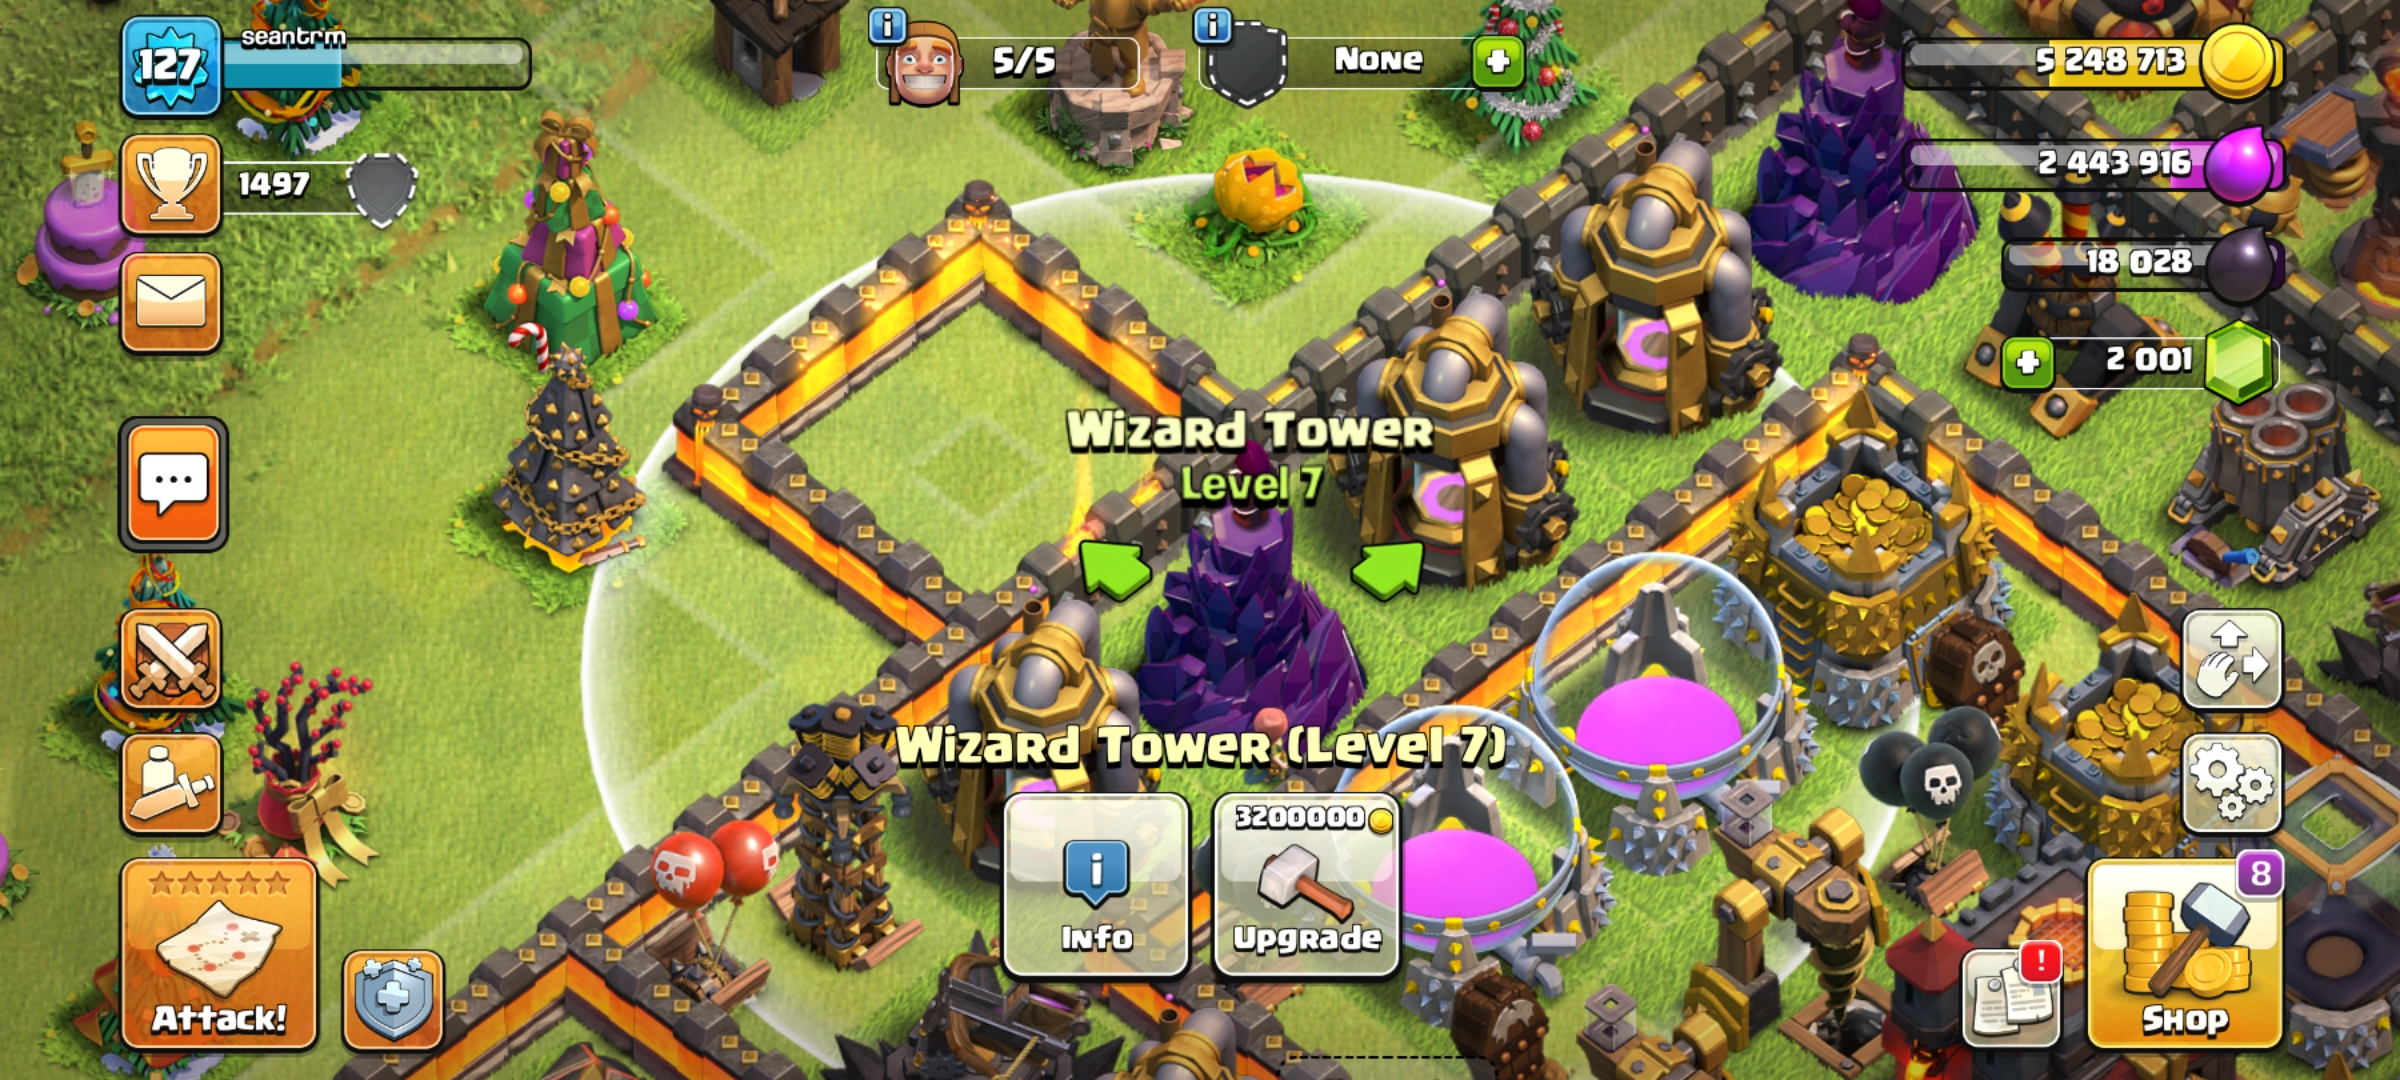 127
seantrm
5/5
None
5 248 713
1497
2 443 916
18 028
2 001
Wizard Tower
Level 7
Wizard Tower (Level 7)
Info
3200000
Upgrade
Attack!
8
!
Shop